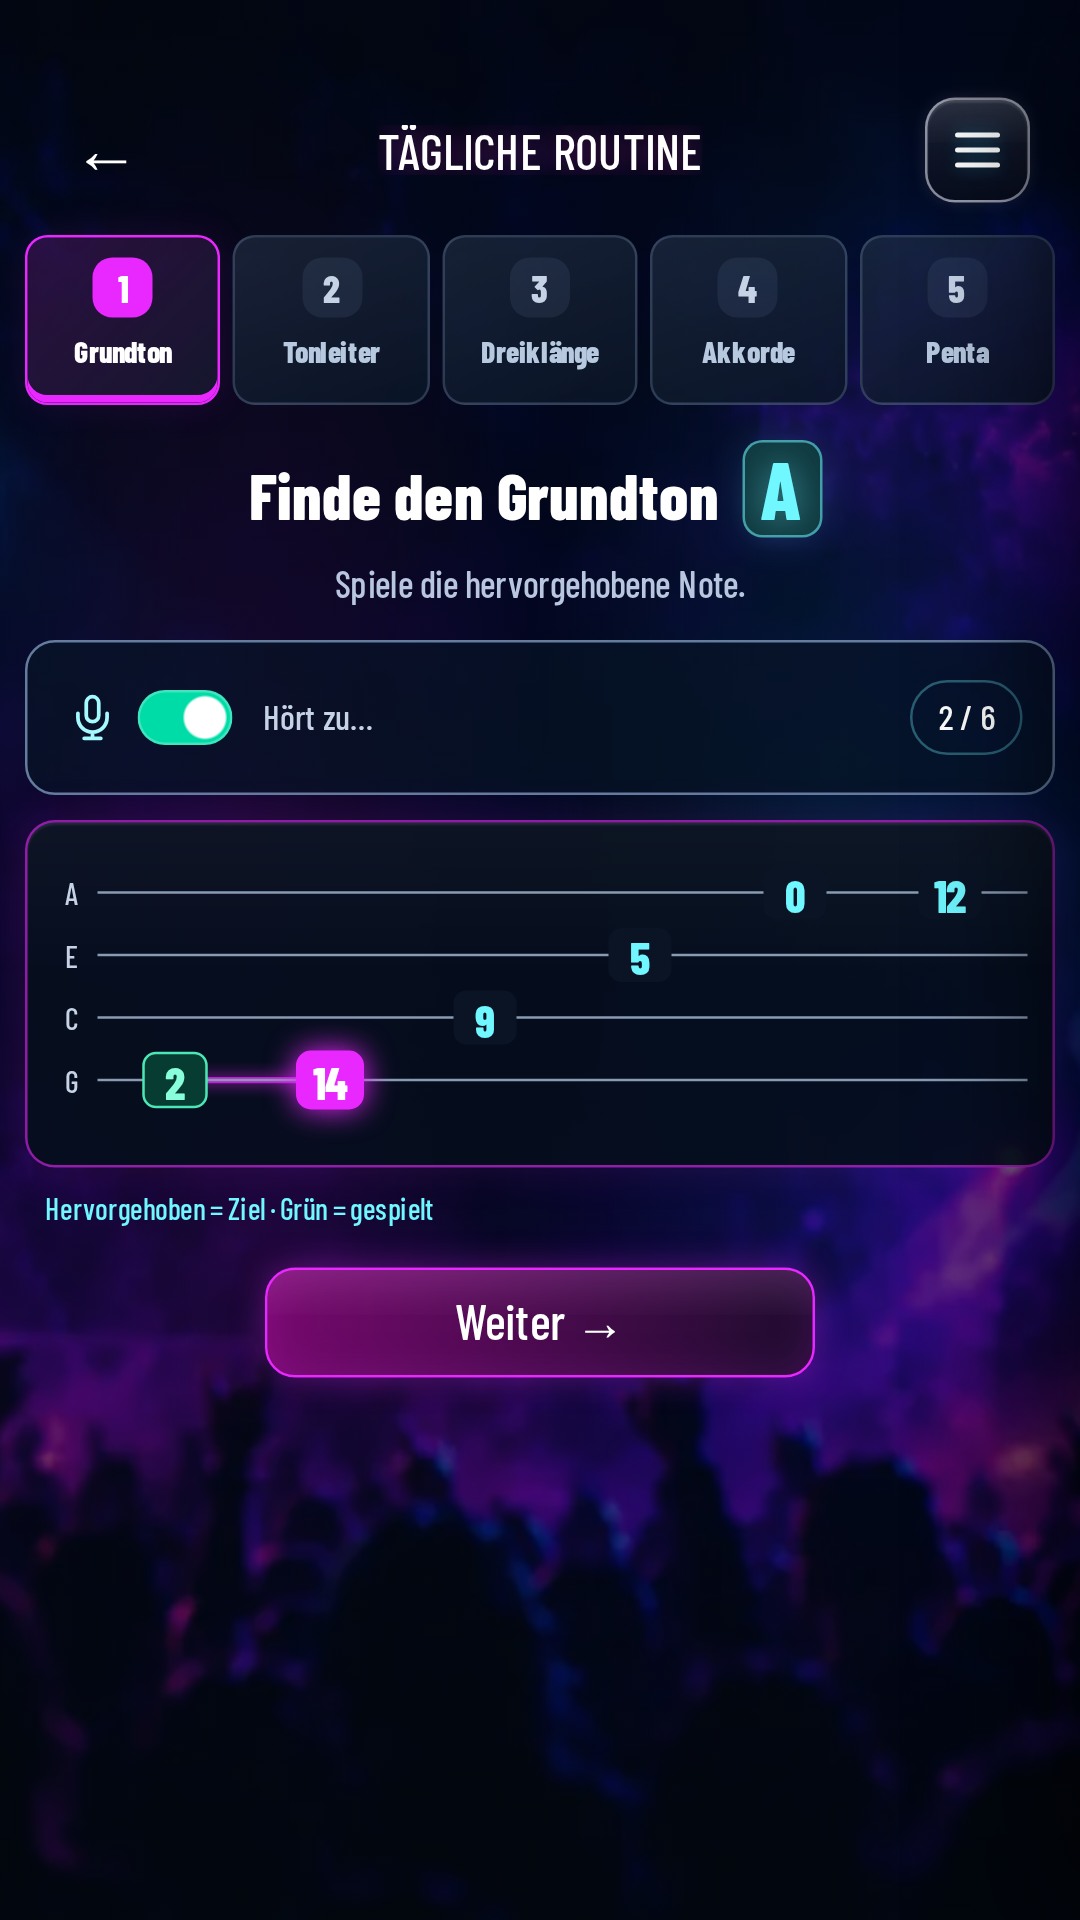 ← TÄGLICHE ROUTINE
1 2 3 4 5
Grundton Tonleiter Dreiklänge Akkorde Penta
Finde den Grundton A
Spiele die hervorgehobene Note.
Hört zu... 2 / 6
A 0 12
E 5
C 9
G 2 14
Hervorgehoben = Ziel · Grün = gespielt
Weiter →